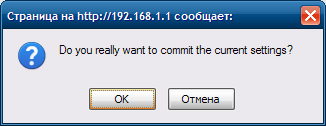 Страница на http://192.168.1.1 сообщает:
Do you really want to commit the current settings?
OK
Отмена